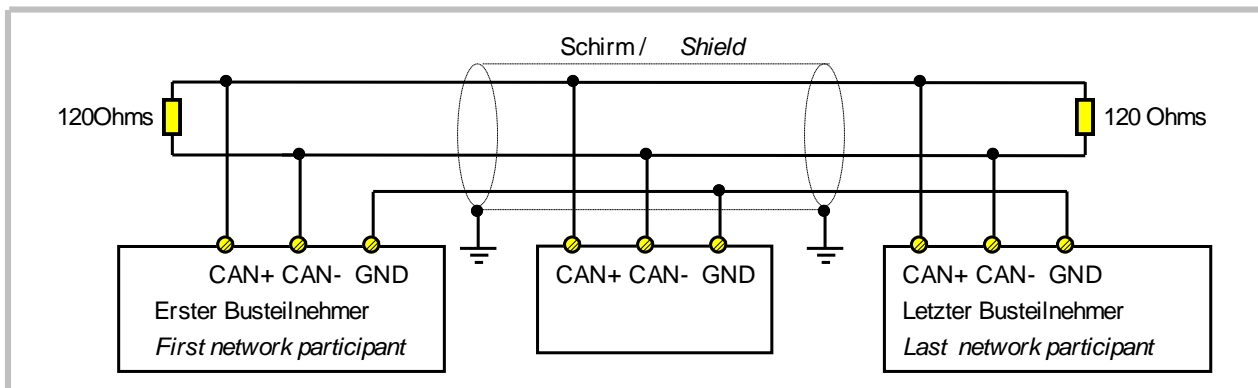 Schirm / Shield
120Ohms
120 Ohms
CAN+ CAN- GND
Erster Busteilnehmer
First network participant
CAN+ CAN- GND
CAN+ CAN- GND
Letzter Busteilnehmer
Last network participant